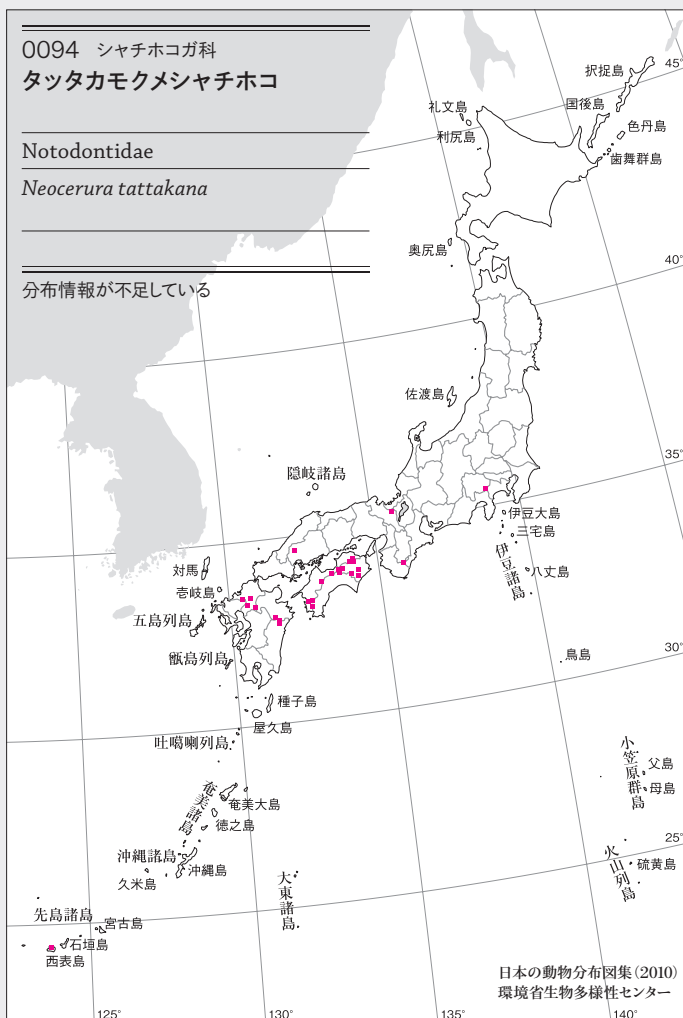 0094 シャチホコガ科
タッタカモクメシャチホコ
Notodontidae
Neocerura tattakana
分布情報が不足している
択捉島
45°
国後島
礼文島
色丹島
利尻島
歯舞群島
奥尻島
40°
佐渡島
35°
隠岐諸島
伊豆大島
三宅島
伊豆諸島
八丈島
対馬
壱岐島
五島列島
甑島列島
鳥島
30°
種子島
屋久島
吐噶喇列島
小笠原群島
父島
母島
奄美諸島
奄美大島
徳之島
25°
沖縄諸島
沖縄島
久米島
火山列島
硫黄島
大東諸島
先島諸島
宮古島
石垣島
西表島
日本の動物分布図集(2010)
環境省生物多様性センター
125°
130°
135°
140°